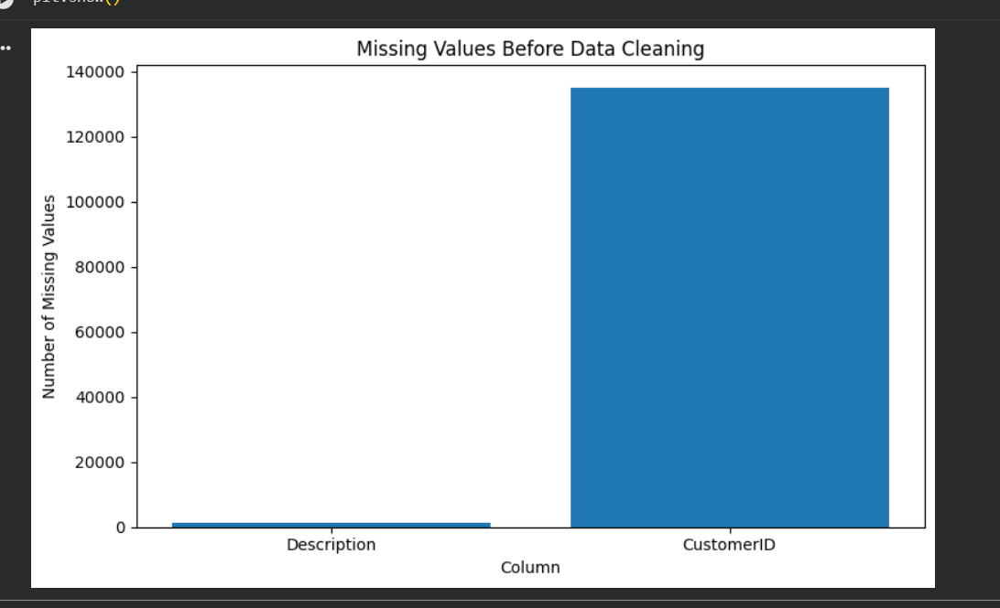 plt.show()
Missing Values Before Data Cleaning
140000
120000
100000
80000
60000
40000
20000
0
Number of Missing Values
Description
CustomerID
Column